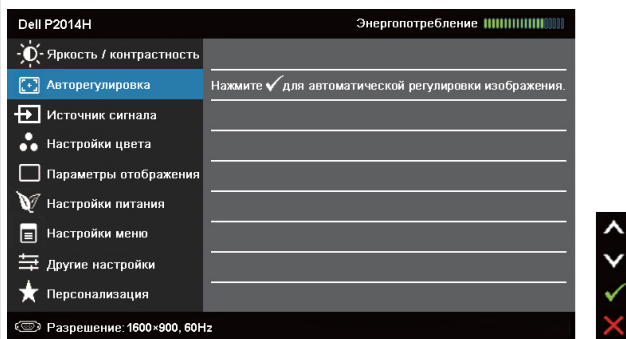 Dell P2014H
Энергопотребление
Яркость / контрастность
Авторегулировка
Нажмите ✓ для автоматической регулировки изображения.
Источник сигнала
Настройки цвета
Параметры отображения
Настройки питания
Настройки меню
Другие настройки
Персонализация
Разрешение: 1600×900, 60Hz